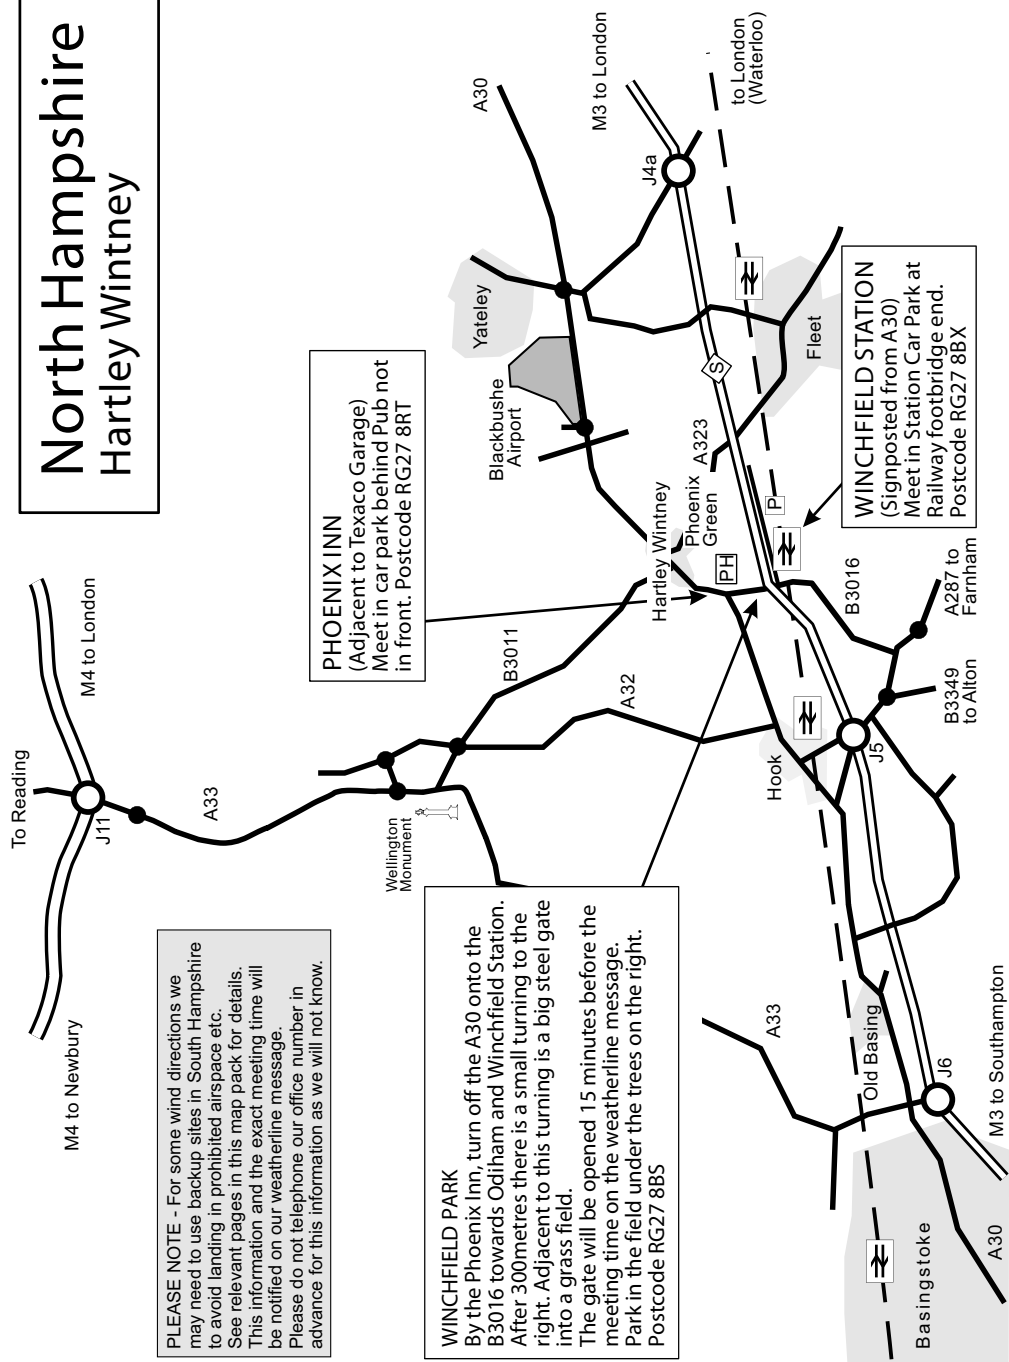 North Hampshire
Hartley Wintney
PLEASE NOTE - For some wind directions we
may need to use backup sites in South Hampshire
to avoid landing in prohibited airspace etc.
See relevant pages in this map pack for details.
This information and the exact meeting time will
be notified on our weatherline message.
Please do not telephone our office number in
advance for this information as we will not know.
M4 to Newbury
To Reading
J11
M4 to London
A33
Wellington
Monument
B3011
A32
PHOENIX INN
(Adjacent to Texaco Garage)
Meet in car park behind Pub not
in front. Postcode RG27 8RT
Blackbushe
Airport
Yateley
A30
M3 to London
J4a
to London
(Waterloo)
Hartley Wintney
Phoenix
Green
PH
A323
S
Fleet
P
WINCHFIELD STATION
(Signposted from A30)
Meet in Station Car Park at
Railway footbridge end.
Postcode RG27 8BX
B3016
A287 to
Farnham
B3349
to Alton
J5
Hook
WINCHFIELD PARK
By the Phoenix Inn, turn off the A30 onto the
B3016 towards Odiham and Winchfield Station.
After 300metres there is a small turning to the
right. Adjacent to this turning is a big steel gate
into a grass field.
The gate will be opened 15 minutes before the
meeting time on the weatherline message.
Park in the field under the trees on the right.
Postcode RG27 8BS
A33
Old Basing
J6
M3 to Southampton
Basingstoke
A30